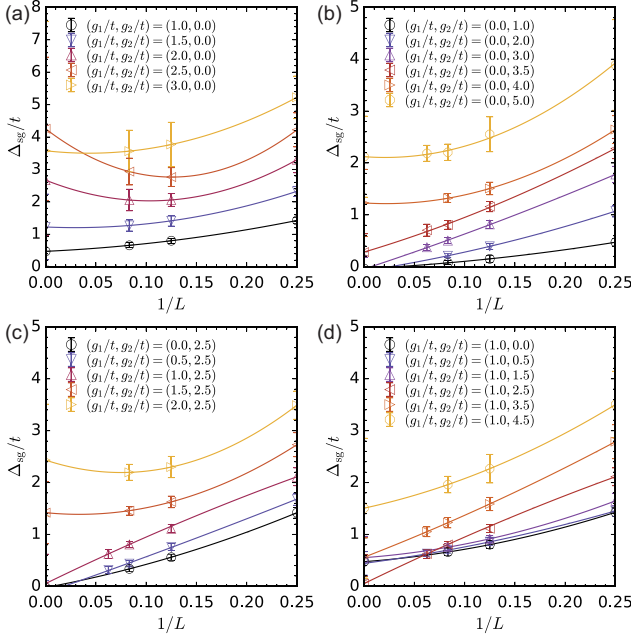 (a)
(g₁/t, g₂/t) = (1.0, 0.0)
(g₁/t, g₂/t) = (1.5, 0.0)
(g₁/t, g₂/t) = (2.0, 0.0)
(g₁/t, g₂/t) = (2.5, 0.0)
(g₁/t, g₂/t) = (3.0, 0.0)
Δsg/t
8
7
6
5
4
3
2
1
0
0.00 0.05 0.10 0.15 0.20 0.25
1/L
(b)
(g₁/t, g₂/t) = (0.0, 1.0)
(g₁/t, g₂/t) = (0.0, 2.0)
(g₁/t, g₂/t) = (0.0, 3.0)
(g₁/t, g₂/t) = (0.0, 3.5)
(g₁/t, g₂/t) = (0.0, 4.0)
(g₁/t, g₂/t) = (0.0, 5.0)
Δsg/t
5
4
3
2
1
0
0.00 0.05 0.10 0.15 0.20 0.25
1/L
(c)
(g₁/t, g₂/t) = (0.0, 2.5)
(g₁/t, g₂/t) = (0.5, 2.5)
(g₁/t, g₂/t) = (1.0, 2.5)
(g₁/t, g₂/t) = (1.5, 2.5)
(g₁/t, g₂/t) = (2.0, 2.5)
Δsg/t
5
4
3
2
1
0
0.00 0.05 0.10 0.15 0.20 0.25
1/L
(d)
(g₁/t, g₂/t) = (1.0, 0.0)
(g₁/t, g₂/t) = (1.0, 0.5)
(g₁/t, g₂/t) = (1.0, 1.5)
(g₁/t, g₂/t) = (1.0, 2.5)
(g₁/t, g₂/t) = (1.0, 3.5)
(g₁/t, g₂/t) = (1.0, 4.5)
Δsg/t
5
4
3
2
1
0
0.00 0.05 0.10 0.15 0.20 0.25
1/L